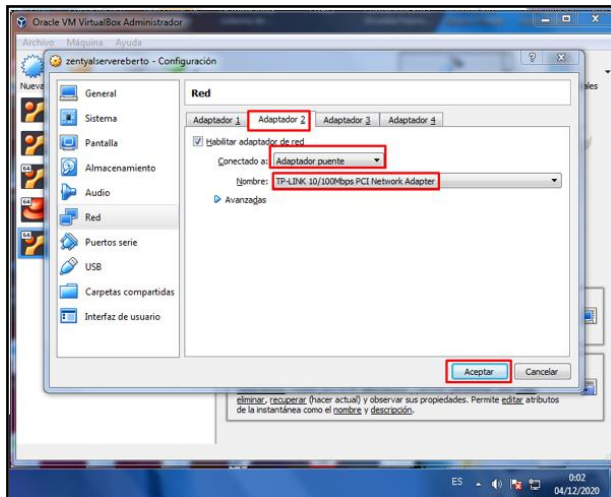 Oracle VM VirtualBox Administrador
Archivo Máquina Ayuda
Nueva
zentyalservereberto - Configuración
General
Sistema
Pantalla
Almacenamiento
Audio
Red
Puertos serie
USB
Carpetas compartidas
Interfaz de usuario
Red
Adaptador 1 Adaptador 2 Adaptador 3 Adaptador 4
Habilitar adaptador de red
Conectado a: Adaptador puente
Nombre: TP-LINK 10/100Mbps PCI Network Adapter
Avanzadas
Aceptar Cancelar
eliminar, recuperar (hacer actual) y observar sus propiedades. Permite editar atributos
de la instantánea como el nombre y descripción.
ES 0:02
04/12/2020